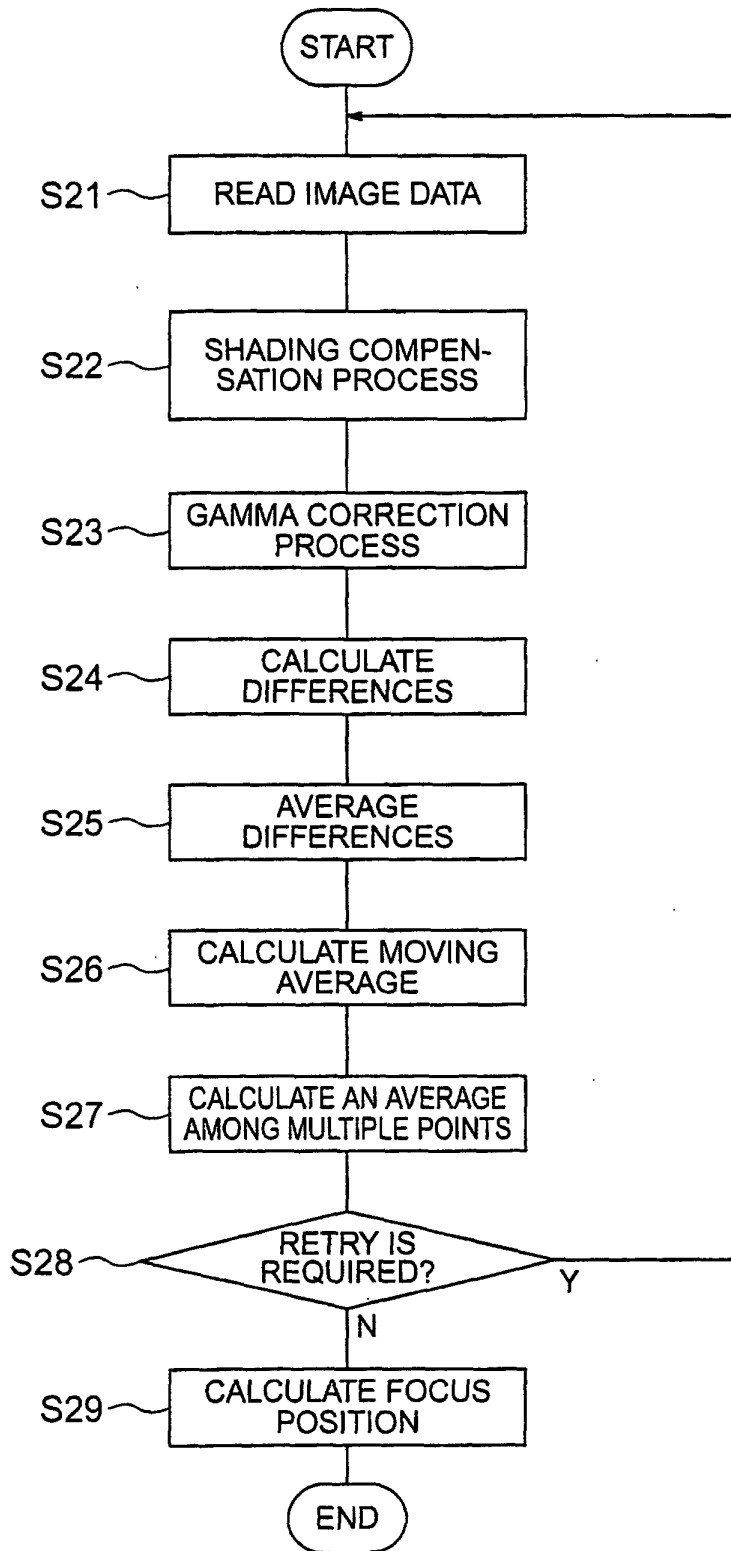 START
S21
READ IMAGE DATA
S22
SHADING COMPEN-
SATION PROCESS
S23
GAMMA CORRECTION
PROCESS
S24
CALCULATE
DIFFERENCES
S25
AVERAGE
DIFFERENCES
S26
CALCULATE MOVING
AVERAGE
S27
CALCULATE AN AVERAGE
AMONG MULTIPLE POINTS
S28
RETRY IS
REQUIRED?
Y
N
S29
CALCULATE FOCUS
POSITION
END